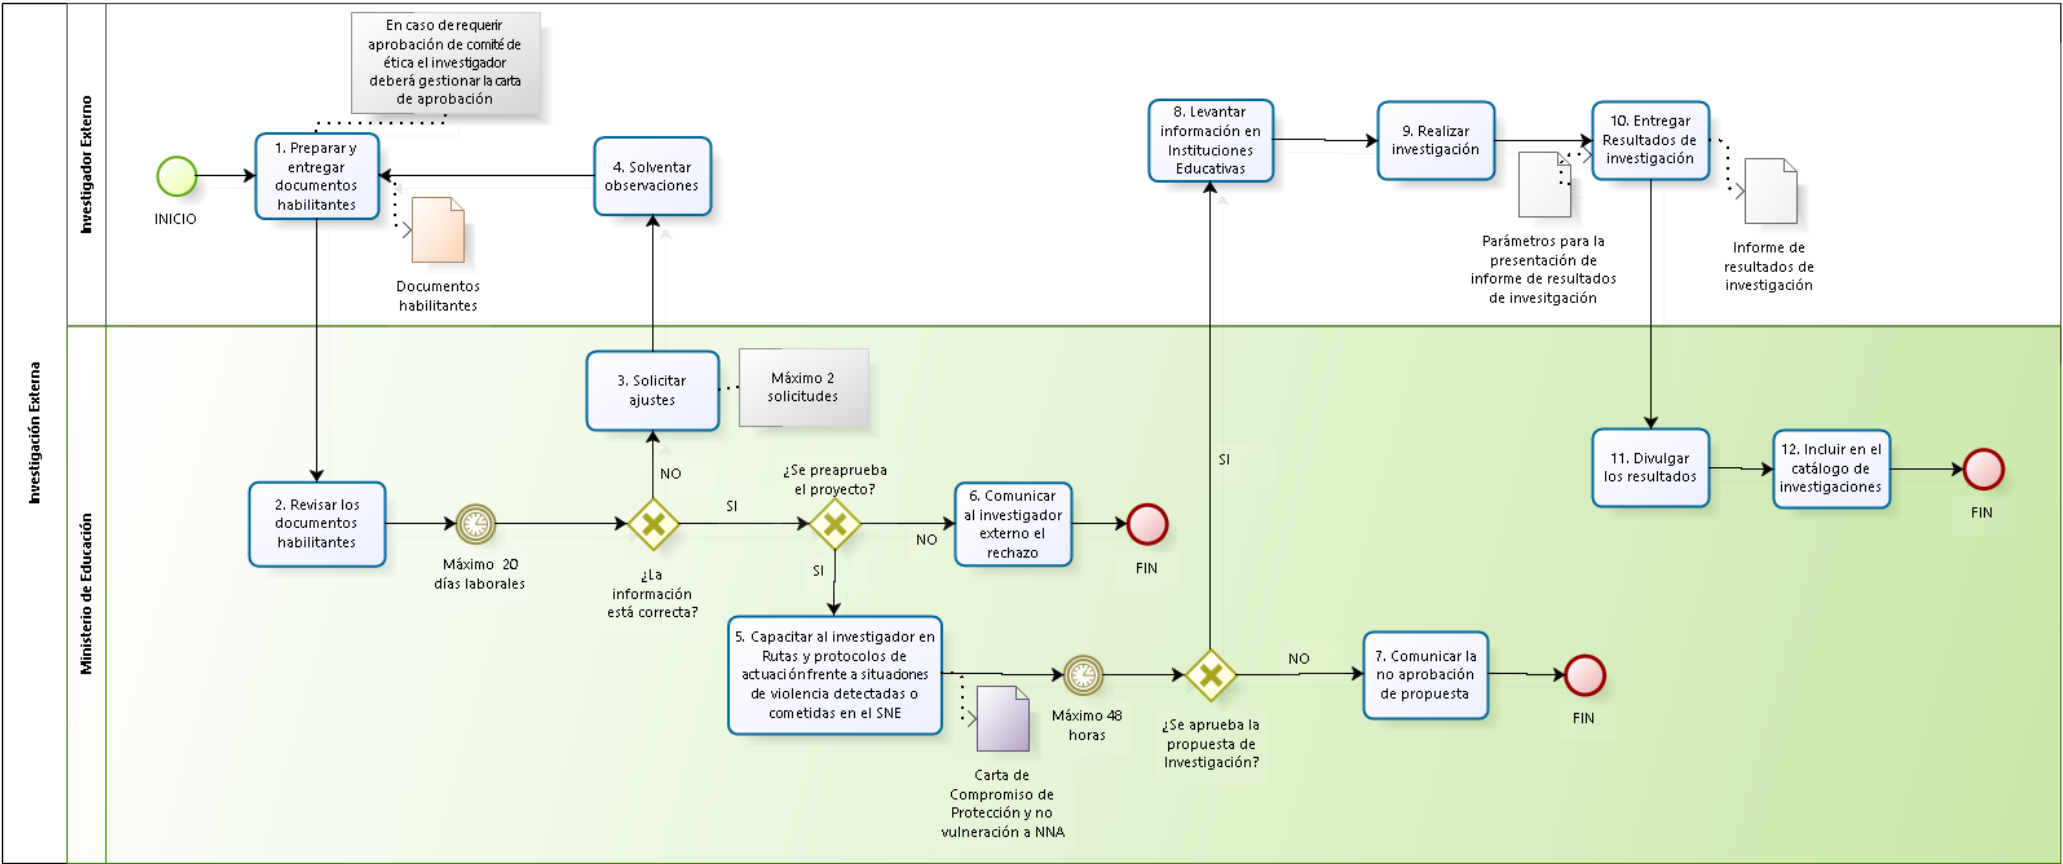 Investigación Externa
Investigador Externo
En caso de requerir
aprobación de comité de
ética el investigador
deberá gestionar la carta
de aprobación
INICIO
1. Preparar y
entregar
documentos
habilitantes
Documentos
habilitantes
4. Solventar
observaciones
8. Levantar
información en
Instituciones
Educativas
9. Realizar
investigación
10. Entregar
Resultados de
investigación
Parámetros para la
presentación de
informe de resultados
de invesitgación
Informe de
resultados de
investigación
Ministerio de Educación
2. Revisar los
documentos
habilitantes
Máximo 20
días laborales
3. Solicitar
ajustes
Máximo 2
solicitudes
NO
¿La
información
está correcta?
SI
¿Se preaprueba
el proyecto?
NO
6. Comunicar
al investigador
externo el
rechazo
FIN
SI
5. Capacitar al investigador en
Rutas y protocolos de
actuación frente a situaciones
de violencia detectadas o
cometidas en el SNE
Carta de
Compromiso de
Protección y no
vulneración a NNA
Máximo 48
horas
¿Se aprueba la
propuesta de
Investigación?
SI
NO
7. Comunicar la
no aprobación
de propuesta
FIN
11. Divulgar
los resultados
12. Incluir en el
catálogo de
investigaciones
FIN